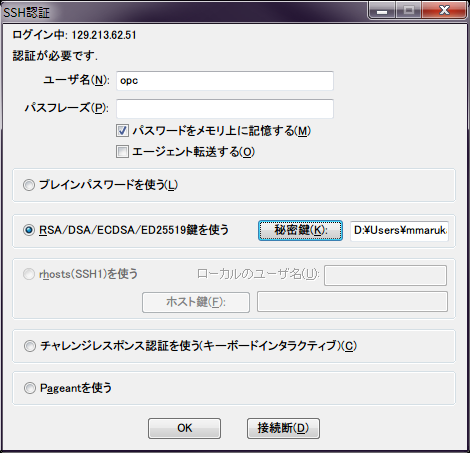 SSH認証
ログイン中: 129.213.62.51
認証が必要です.
ユーザ名(N): opc
パスフレーズ(P):
パスワードをメモリ上に記憶する(M)
エージェント転送する(O)
プレインパスワードを使う(L)
RSA/DSA/ECDSA/ED25519鍵を使う 秘密鍵(K): D:¥Users¥mmaruk
rhosts(SSH1)を使う ローカルのユーザ名(U):
ホスト鍵(F):
チャレンジレスポンス認証を使う(キーボードインタラクティブ)(C)
Pageantを使う
OK 接続断(D)